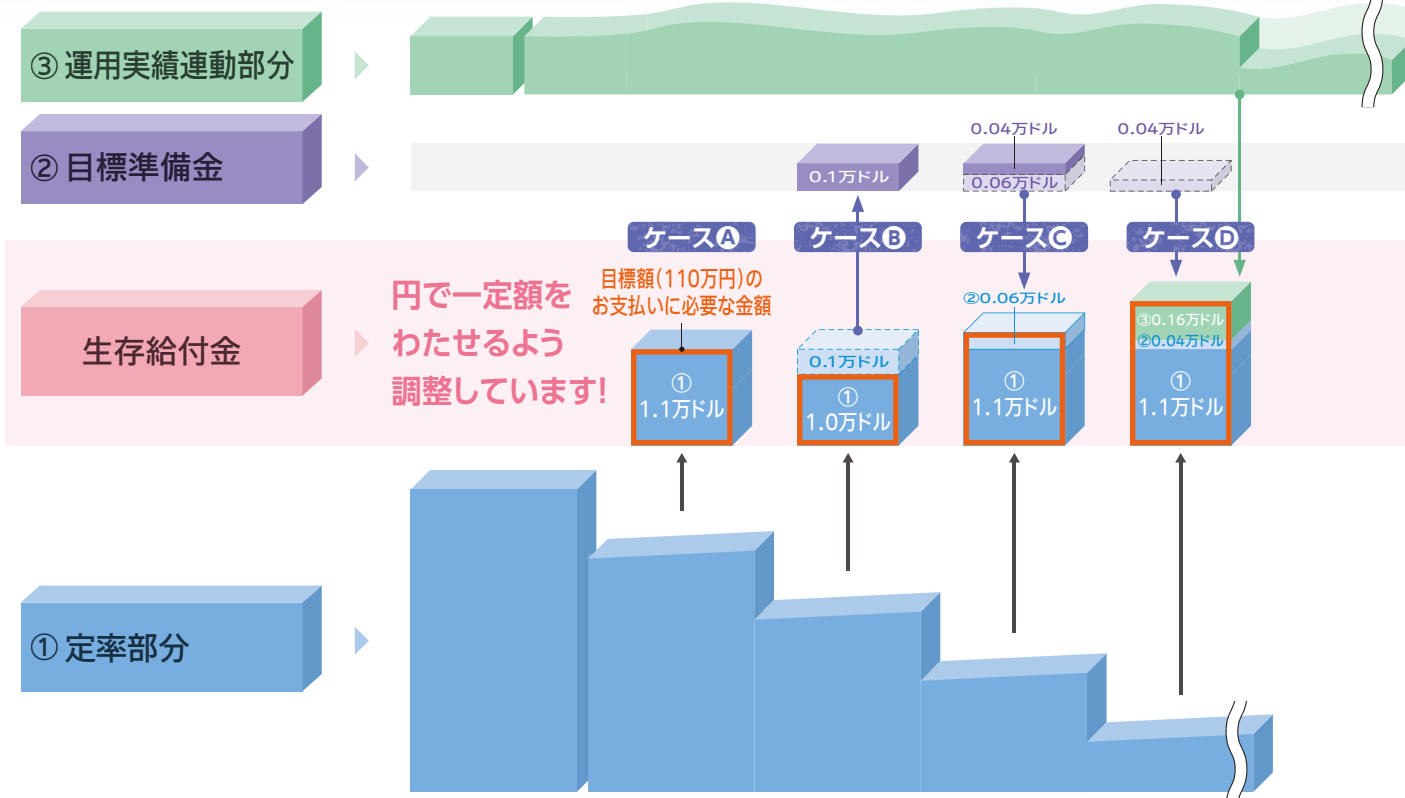 ③ 運用実績連動部分
② 目標準備金
0.1万ドル
0.04万ドル
0.06万ドル
0.04万ドル
ケースA
ケースB
ケースC
ケースD
生存給付金
円で一定額を
わたせるよう
調整しています!
目標額(110万円)の
お支払いに必要な金額
①
1.1万ドル
0.1万ドル
①
1.0万ドル
②0.06万ドル
①
1.1万ドル
③0.16万ドル
②0.04万ドル
①
1.1万ドル
① 定率部分